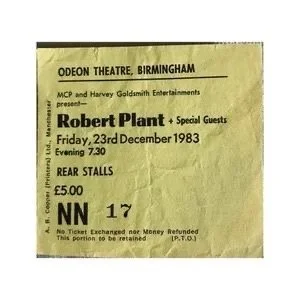 ODEON THEATRE, BIRMINGHAM
MCP and Harvey Goldsmith Entertainments
present—
Robert Plant + Special Guests
Friday, 23rd December 1983
Evening 7.30
REAR STALLS
£5.00
NN 17
No Ticket Exchanged nor Money Refunded
This portion to be retained (P.T.O.)
A. B. Cooper (Printers) Ltd., Manchester